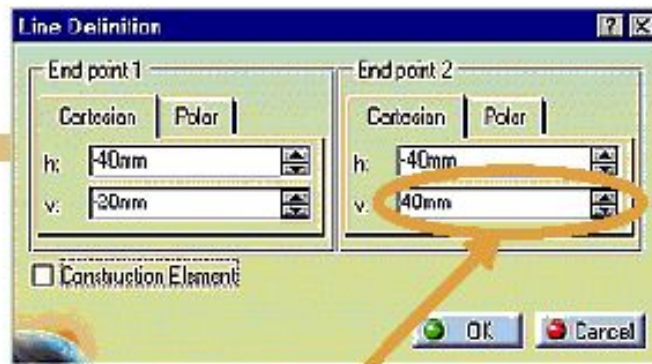 Line Definition
End point 1
End point 2
Cartesian Polar
Cartesian Polar
h: -40mm
h: -40mm
v: -20mm
v: 40mm
Construction Element
OK Cancel